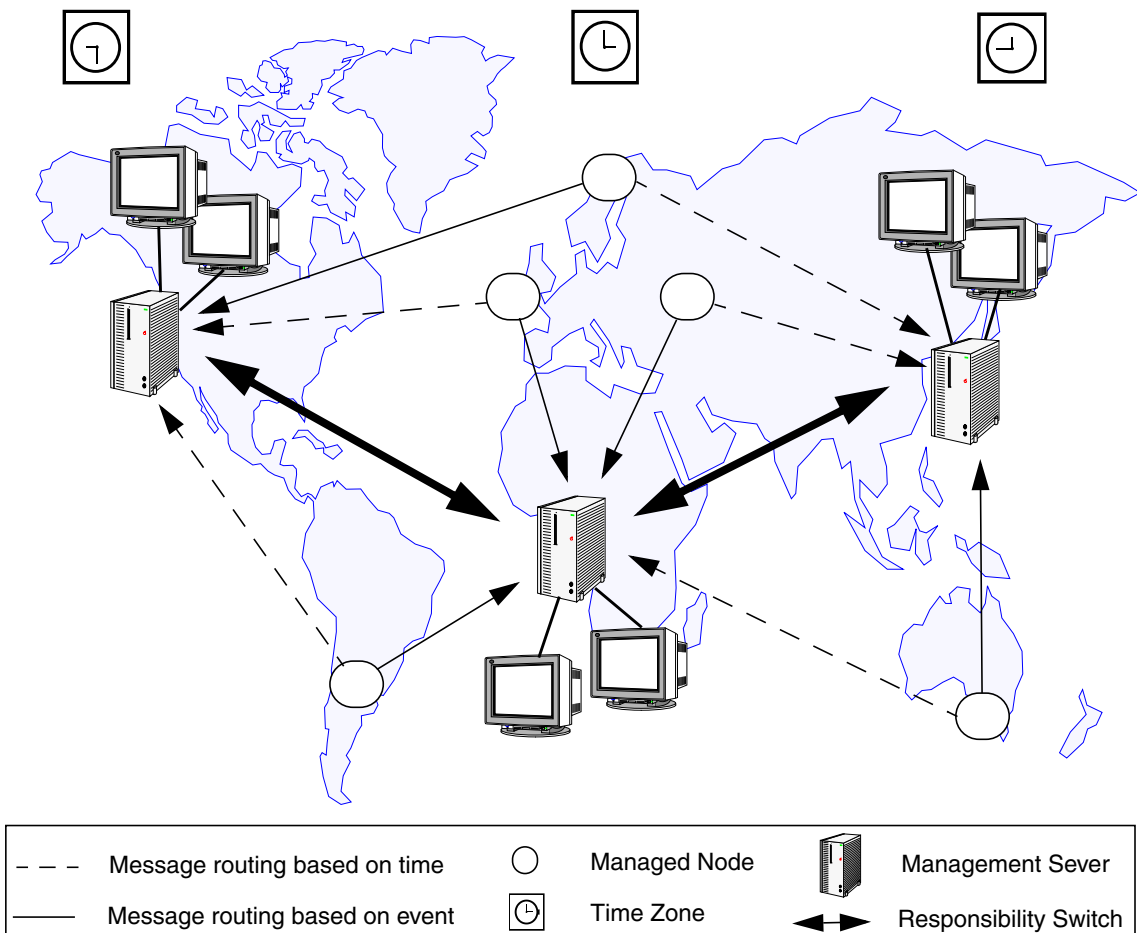 Message routing based on time
Managed Node
Management Sever
Message routing based on event
Time Zone
Responsibility Switch